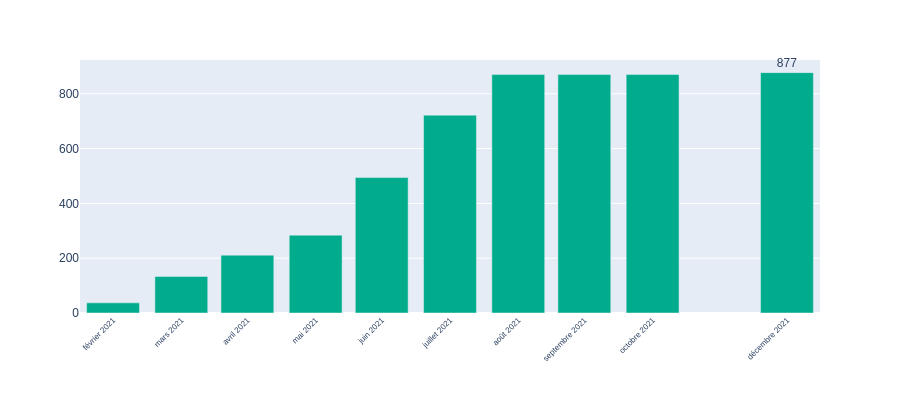 877
800
600
400
200
0
février 2021
mars 2021
avril 2021
mai 2021
juin 2021
juillet 2021
août 2021
septembre 2021
octobre 2021
décembre 2021